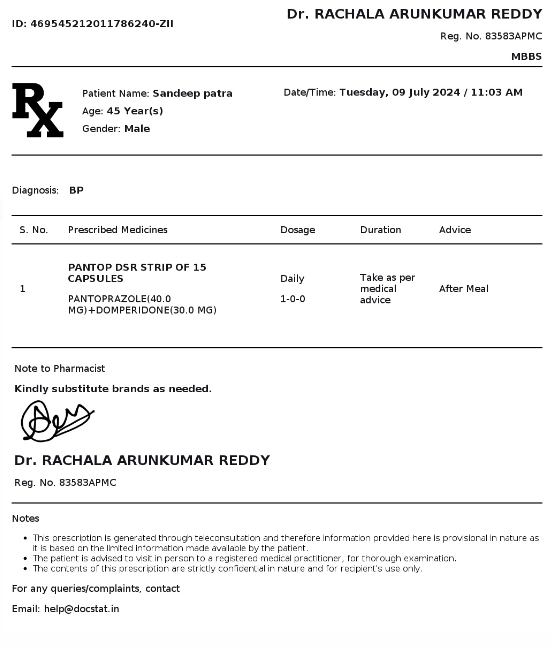 ID: 469545212011786240-ZII
Dr. RACHALA ARUNKUMAR REDDY
Reg. No. 83583APMC
MBBS
Rx
Patient Name: Sandeep patra
Date/Time: Tuesday, 09 July 2024 / 11:03 AM
Age: 45 Year(s)
Gender: Male
Diagnosis: BP
S. No. Prescribed Medicines Dosage Duration Advice
1
PANTOP DSR STRIP OF 15
CAPSULES
PANTOPRAZOLE(40.0
MG)+DOMPERIDONE(30.0 MG)
Daily
1-0-0
Take as per
medical
advice
After Meal
Note to Pharmacist
Kindly substitute brands as needed.
Dr. RACHALA ARUNKUMAR REDDY
Reg. No. 83583APMC
Notes
• This prescription is generated through teleconsultation and therefore information provided here is provisional in nature as
it is based on the limited information made available by the patient.
• The patient is advised to visit in person to a registered medical practitioner, for thorough examination.
• The contents of this prescription are strictly confidential in nature and for recipient's use only.
For any queries/complaints, contact
Email: help@docstat.in